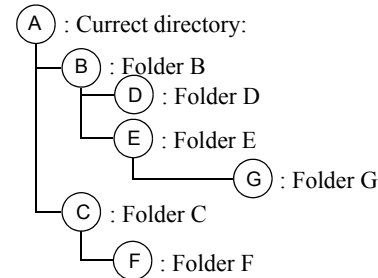 A : Currect directory:
B : Folder B
D : Folder D
E : Folder E
G : Folder G
C : Folder C
F : Folder F